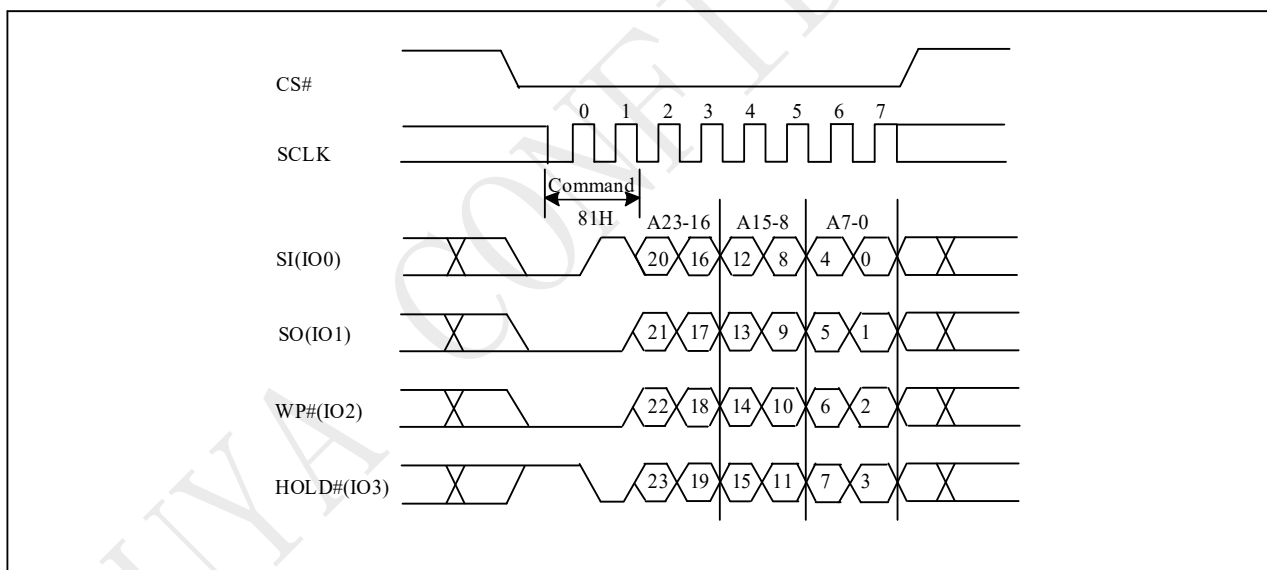 CS#
0 1 2 3 4 5 6 7
SCLK
Command
81H
A23-16 A15-8 A7-0
SI(IO0) 20 16 12 8 4 0
SO(IO1) 21 17 13 9 5 1
WP#(IO2) 22 18 14 10 6 2
HOLD#(IO3) 23 19 15 11 7 3